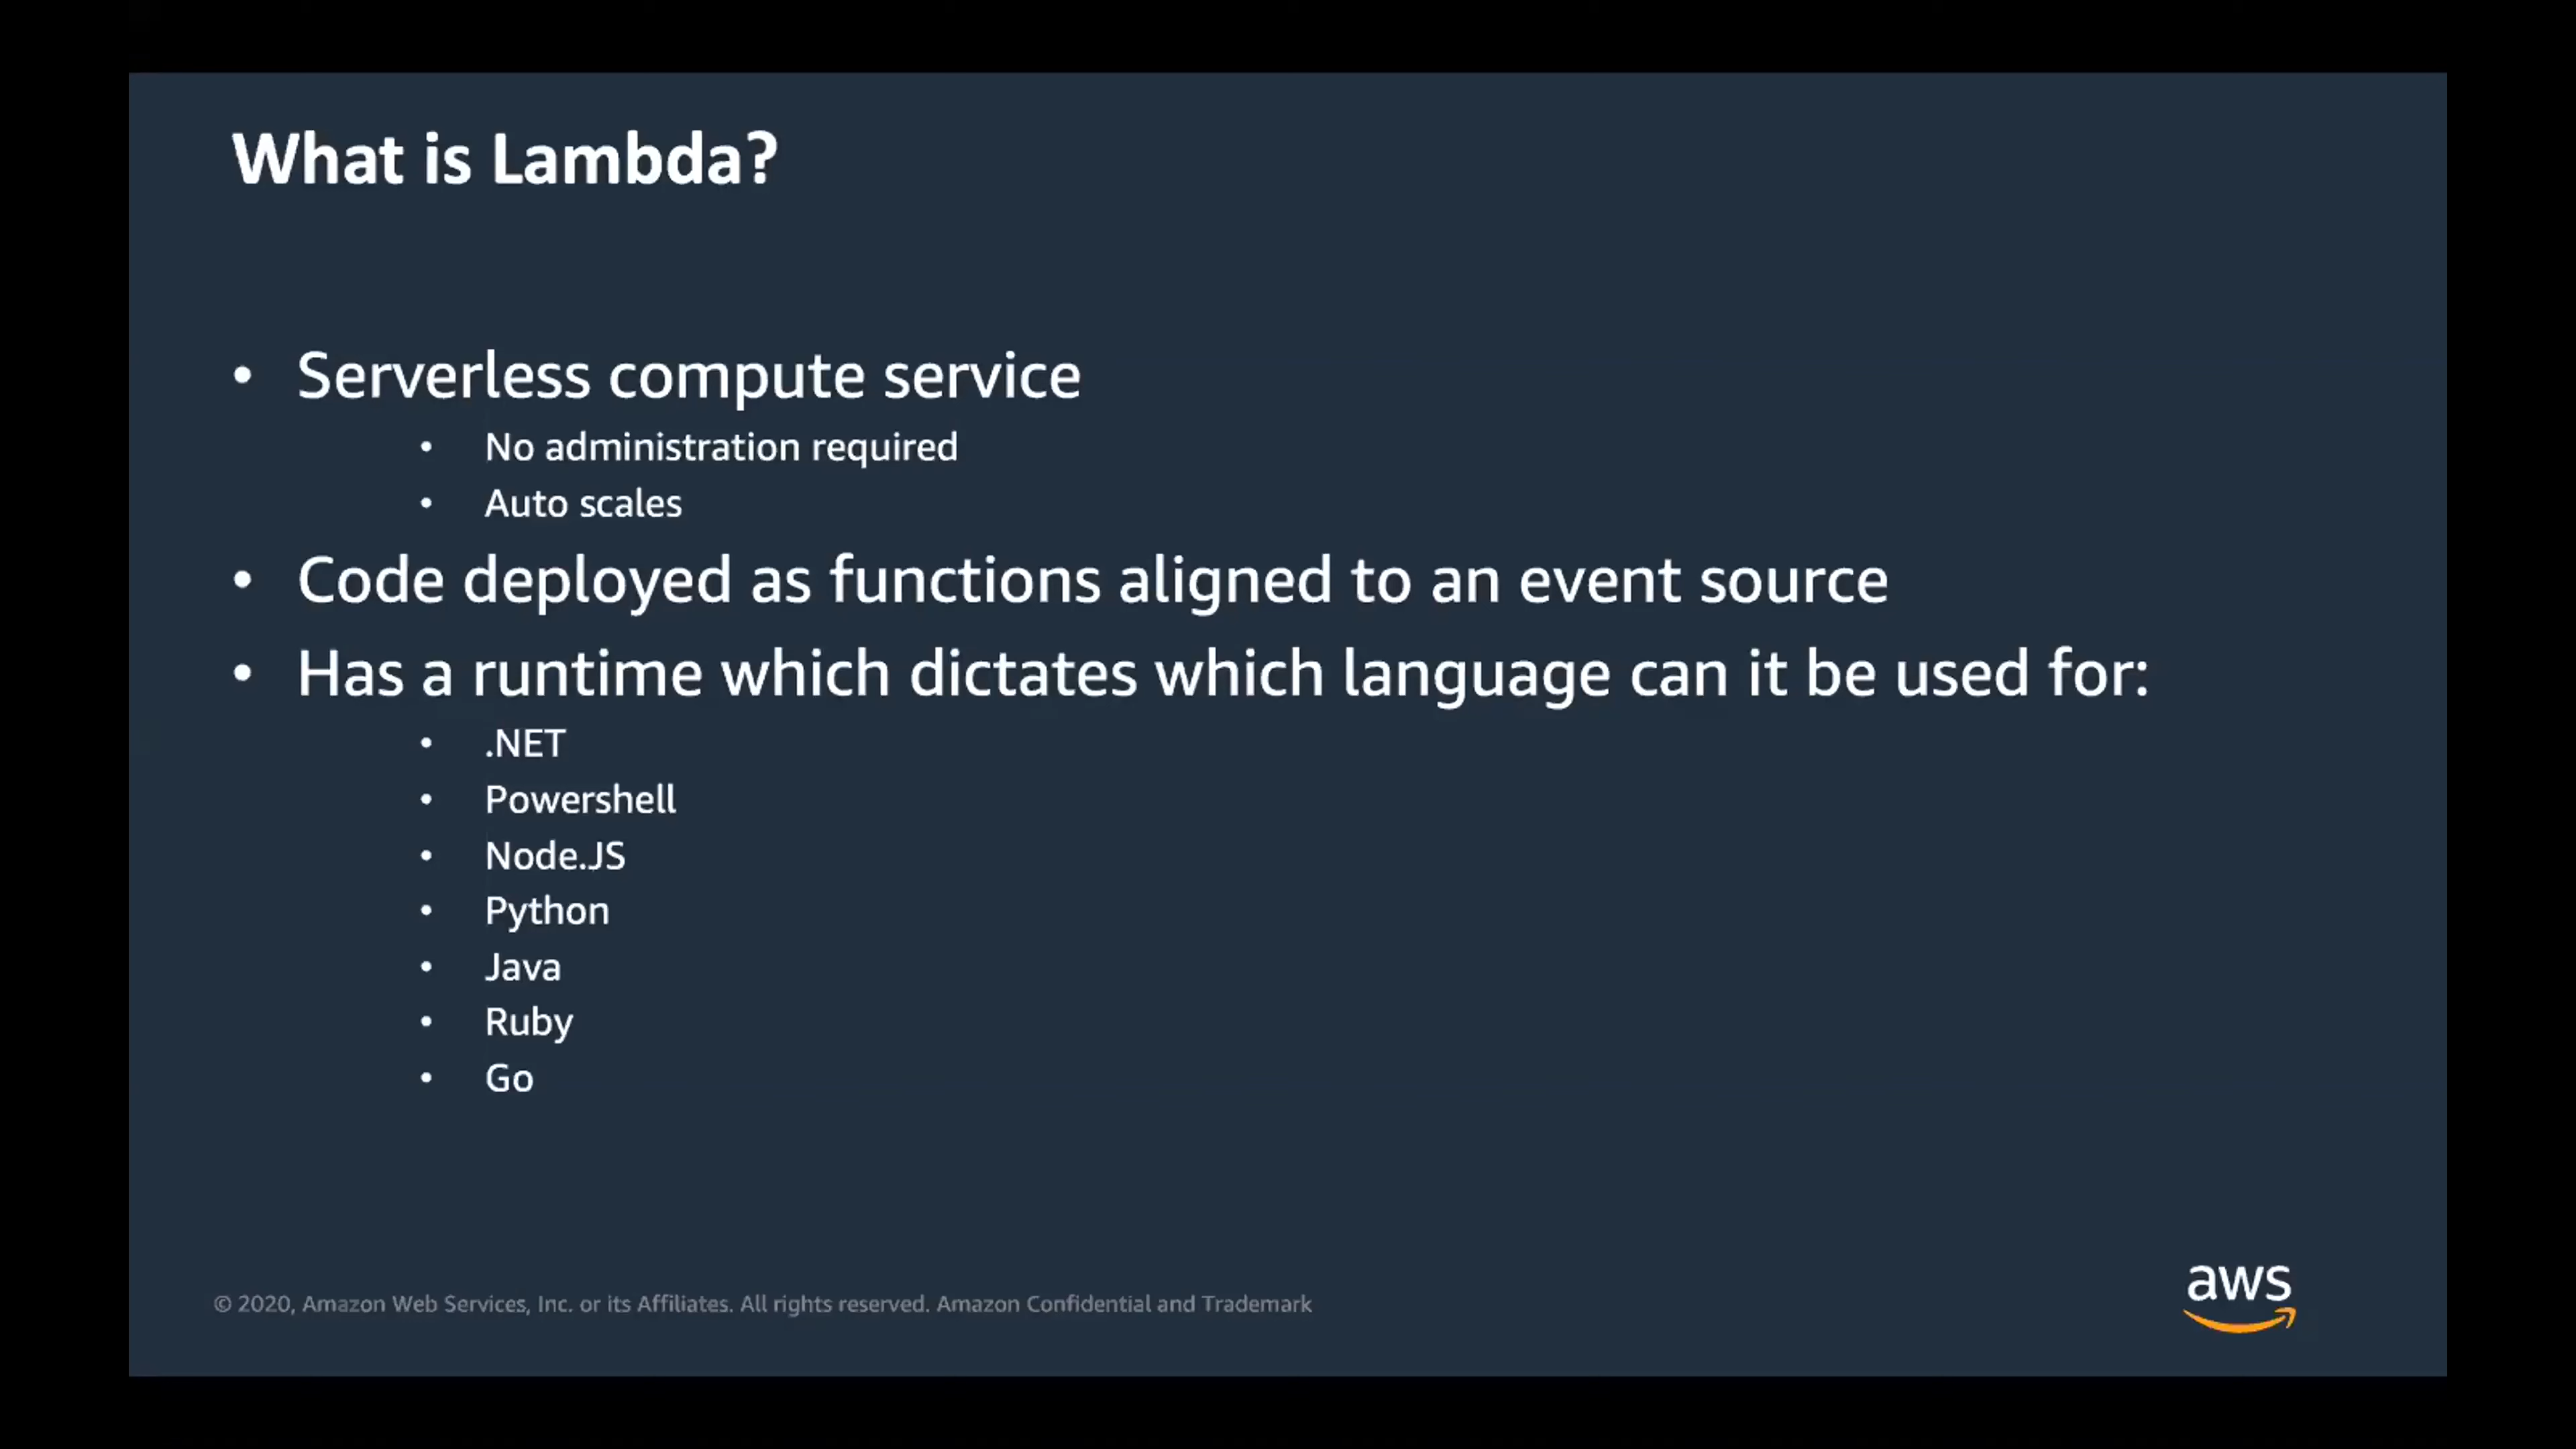 What is Lambda?
• Serverless compute service
• No administration required
• Auto scales
• Code deployed as functions aligned to an event source
• Has a runtime which dictates which language can it be used for:
• .NET
• Powershell
• Node.JS
• Python
• Java
• Ruby
• Go
© 2020, Amazon Web Services, Inc. or its Affiliates. All rights reserved. Amazon Confidential and Trademark
aws